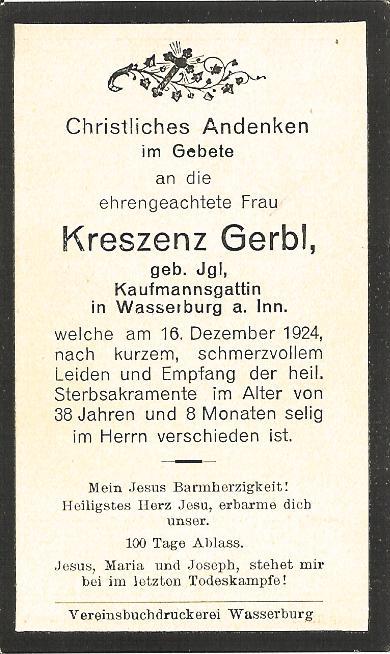 Christliches Andenken
im Gebete
an die
ehrengeachtete Frau
Kreszenz Gerbl,
geb. Jgl,
Kaufmannsgattin
in Wasserburg a. Inn.
welche am 16. Dezember 1924,
nach kurzem, schmerzvollem
Leiden und Empfang der heil.
Sterbsakramente im Alter von
38 Jahren und 8 Monaten selig
im Herrn verschieden ist.
Mein Jesus Barmherzigkeit!
Heiligstes Herz Jesu, erbarme dich
unser.
100 Tage Ablass.
Jesus, Maria und Joseph, stehet mir
bei im letzten Todeskampfe!
Vereinsbuchdruckerei Wasserburg